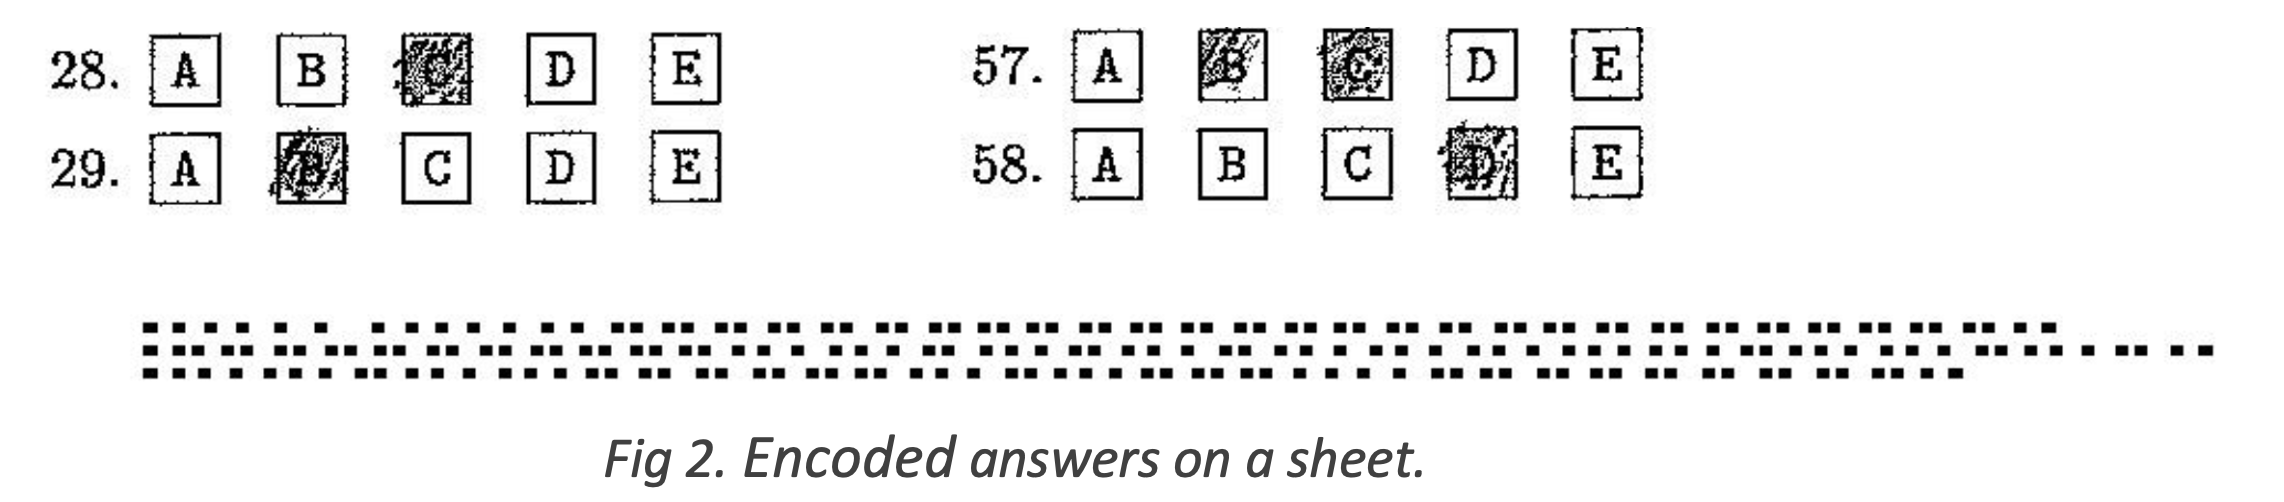 28. A B C D E 57. A B C D E
29. A B C D E 58. A B C D E
Fig 2. Encoded answers on a sheet.